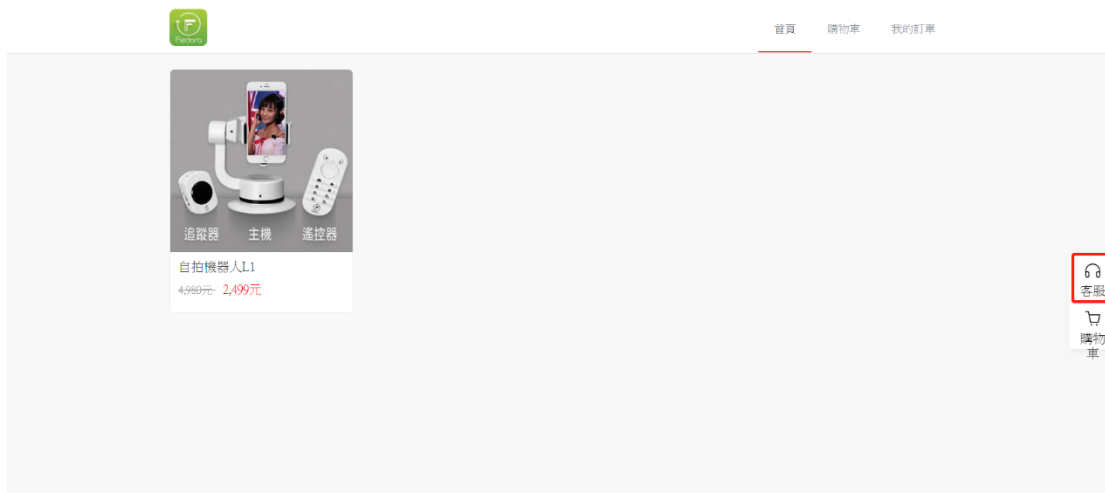 Fiedora
首頁 購物車 我的訂單
追蹤器 主機 遙控器
自拍機器人L1
4,980元 2,499元
客服
購物
車